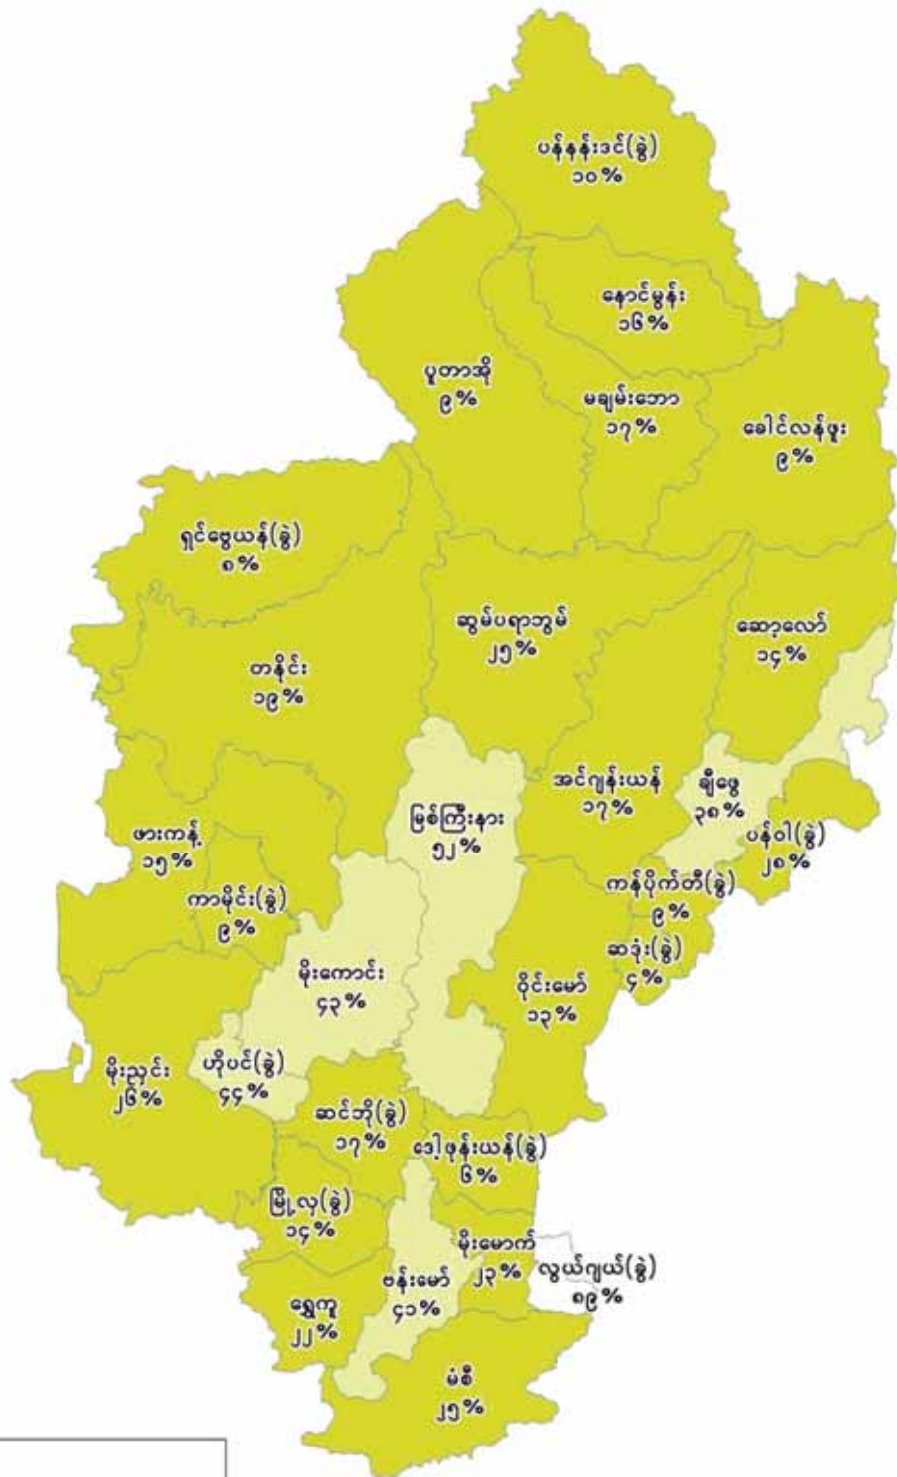 ပန်နန်းဒင်(ခွဲ)
၁၀%
နောင်မွန်း
၁၆%
ပူတာအို
၉%
မချမ်းဘော
၁၇%
ခေါင်လန်ဖူး
၉%
ရှင်ဗွေယန်(ခွဲ)
၈%
ဆွမ်ပရာဘွမ်
၂၅%
ဆော့လော်
၁၄%
တနိုင်း
၁၉%
အင်ဂျန်းယန်
၁၇%
ချီဖွေ
၃၈%
မြစ်ကြီးနား
၅၂%
ဖားကန့်
၁၅%
ပန်ဝါ(ခွဲ)
၂၈%
ကန်ပိုက်တီ(ခွဲ)
၉%
ကာမိုင်း(ခွဲ)
၉%
ဆဒုံး(ခွဲ)
၄%
မိုးကောင်း
၄၃%
ဝိုင်းမော်
၁၃%
မိုးညှင်း
၂၆%
ဟိုပင်(ခွဲ)
၄၄%
ဆင်ဘို(ခွဲ)
၁၇%
ဒေါ့ဖုန်းယန်(ခွဲ)
၆%
မြို့လှ(ခွဲ)
၁၄%
မိုးမောက်
၂၃%
လွယ်ဂျယ်(ခွဲ)
၈၉%
ဗန်းမော်
၄၁%
ရွှေကူ
၂၂%
မံစီ
၂၅%